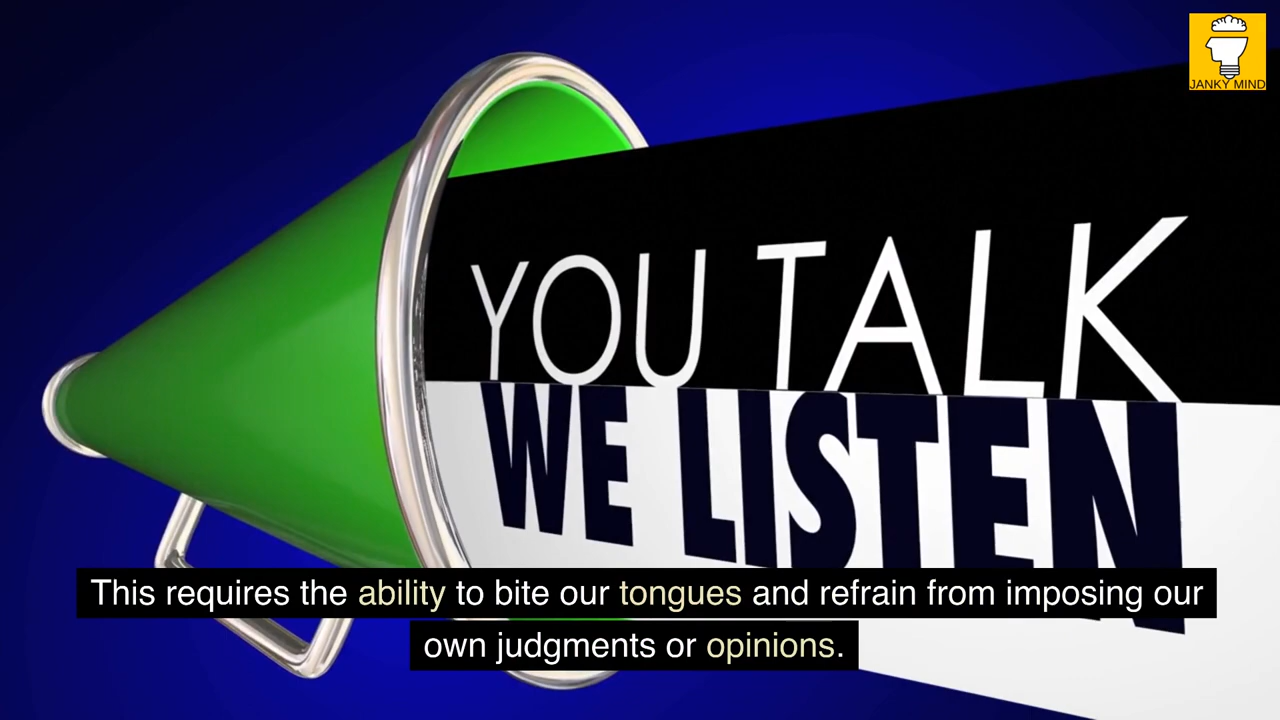 JANKY MIND
YOU TALK
WE LISTEN
This requires the ability to bite our tongues and refrain from imposing our
own judgments or opinions.